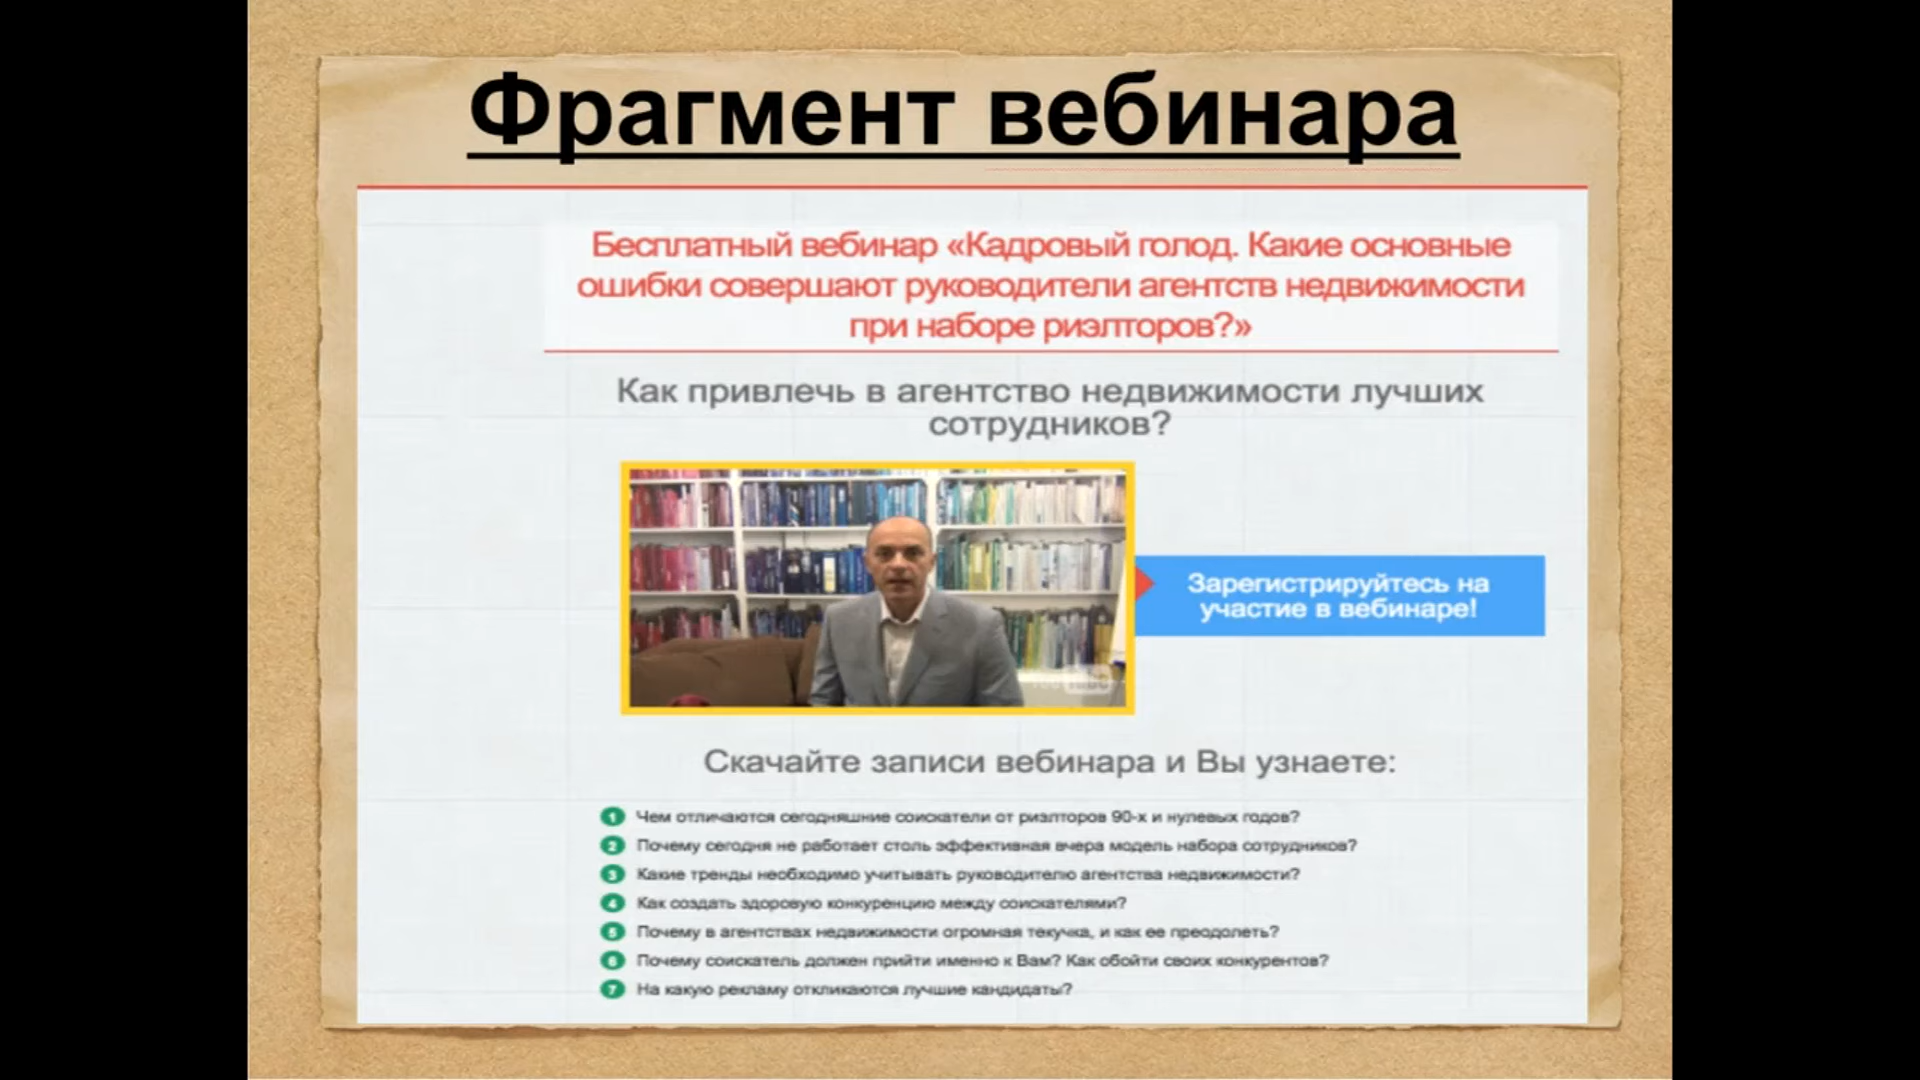 Фрагмент вебинара
Бесплатный вебинар «Кадровый голод. Какие основные
ошибки совершают руководители агентств недвижимости
при наборе риэлторов?»
Как привлечь в агентство недвижимости лучших
сотрудников?
Зарегистрируйтесь на
участие в вебинаре!
YouTube
Скачайте записи вебинара и Вы узнаете:
1 Чем отличаются сегодняшние соискатели от риэлторов 90-х и нулевых годов?
2 Почему сегодня не работает столь эффективная вчера модель набора сотрудников?
3 Какие тренды необходимо учитывать руководителю агентства недвижимости?
4 Как создать здоровую конкуренцию между соискателями?
5 Почему в агентствах недвижимости огромная текучка, и как ее преодолеть?
6 Почему соискатель должен прийти именно к Вам? Как обойти своих конкурентов?
7 На какую рекламу откликаются лучшие кандидаты?